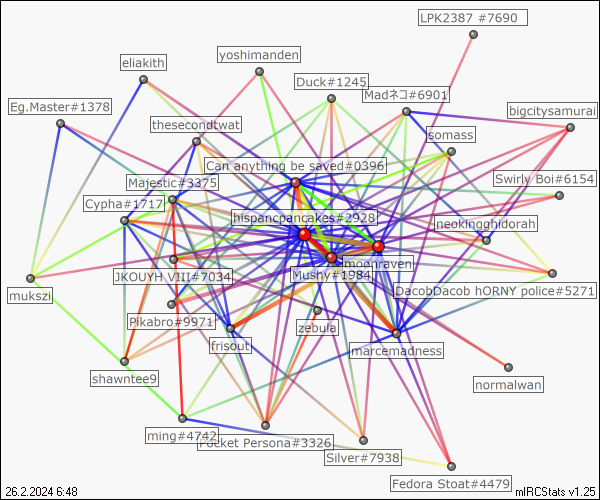 LPK2387 #7690
yoshimanden
eliakith
Duck#1245
Madネコ#6901
Eg.Master#1378
bigcitysamurai
thesecondtwat
somass
Can anything be saved#0396
Swirly Boi#6154
Majestic#3375
Cypha#1717
hispancpancakes#2928
neokingghidorah
moo_raven
Mushy#1984
JKOUYH VIII#7034
DacobDacob hORNY police#5271
mukszi
Pikabro#9971
zebula
frisout
marcemadness
shawntee9
normalwan
ming#4742
Pocket Persona#3326
Silver#7938
Fedora Stoat#4479
26.2.2024 6:48
mIRCStats v1.25